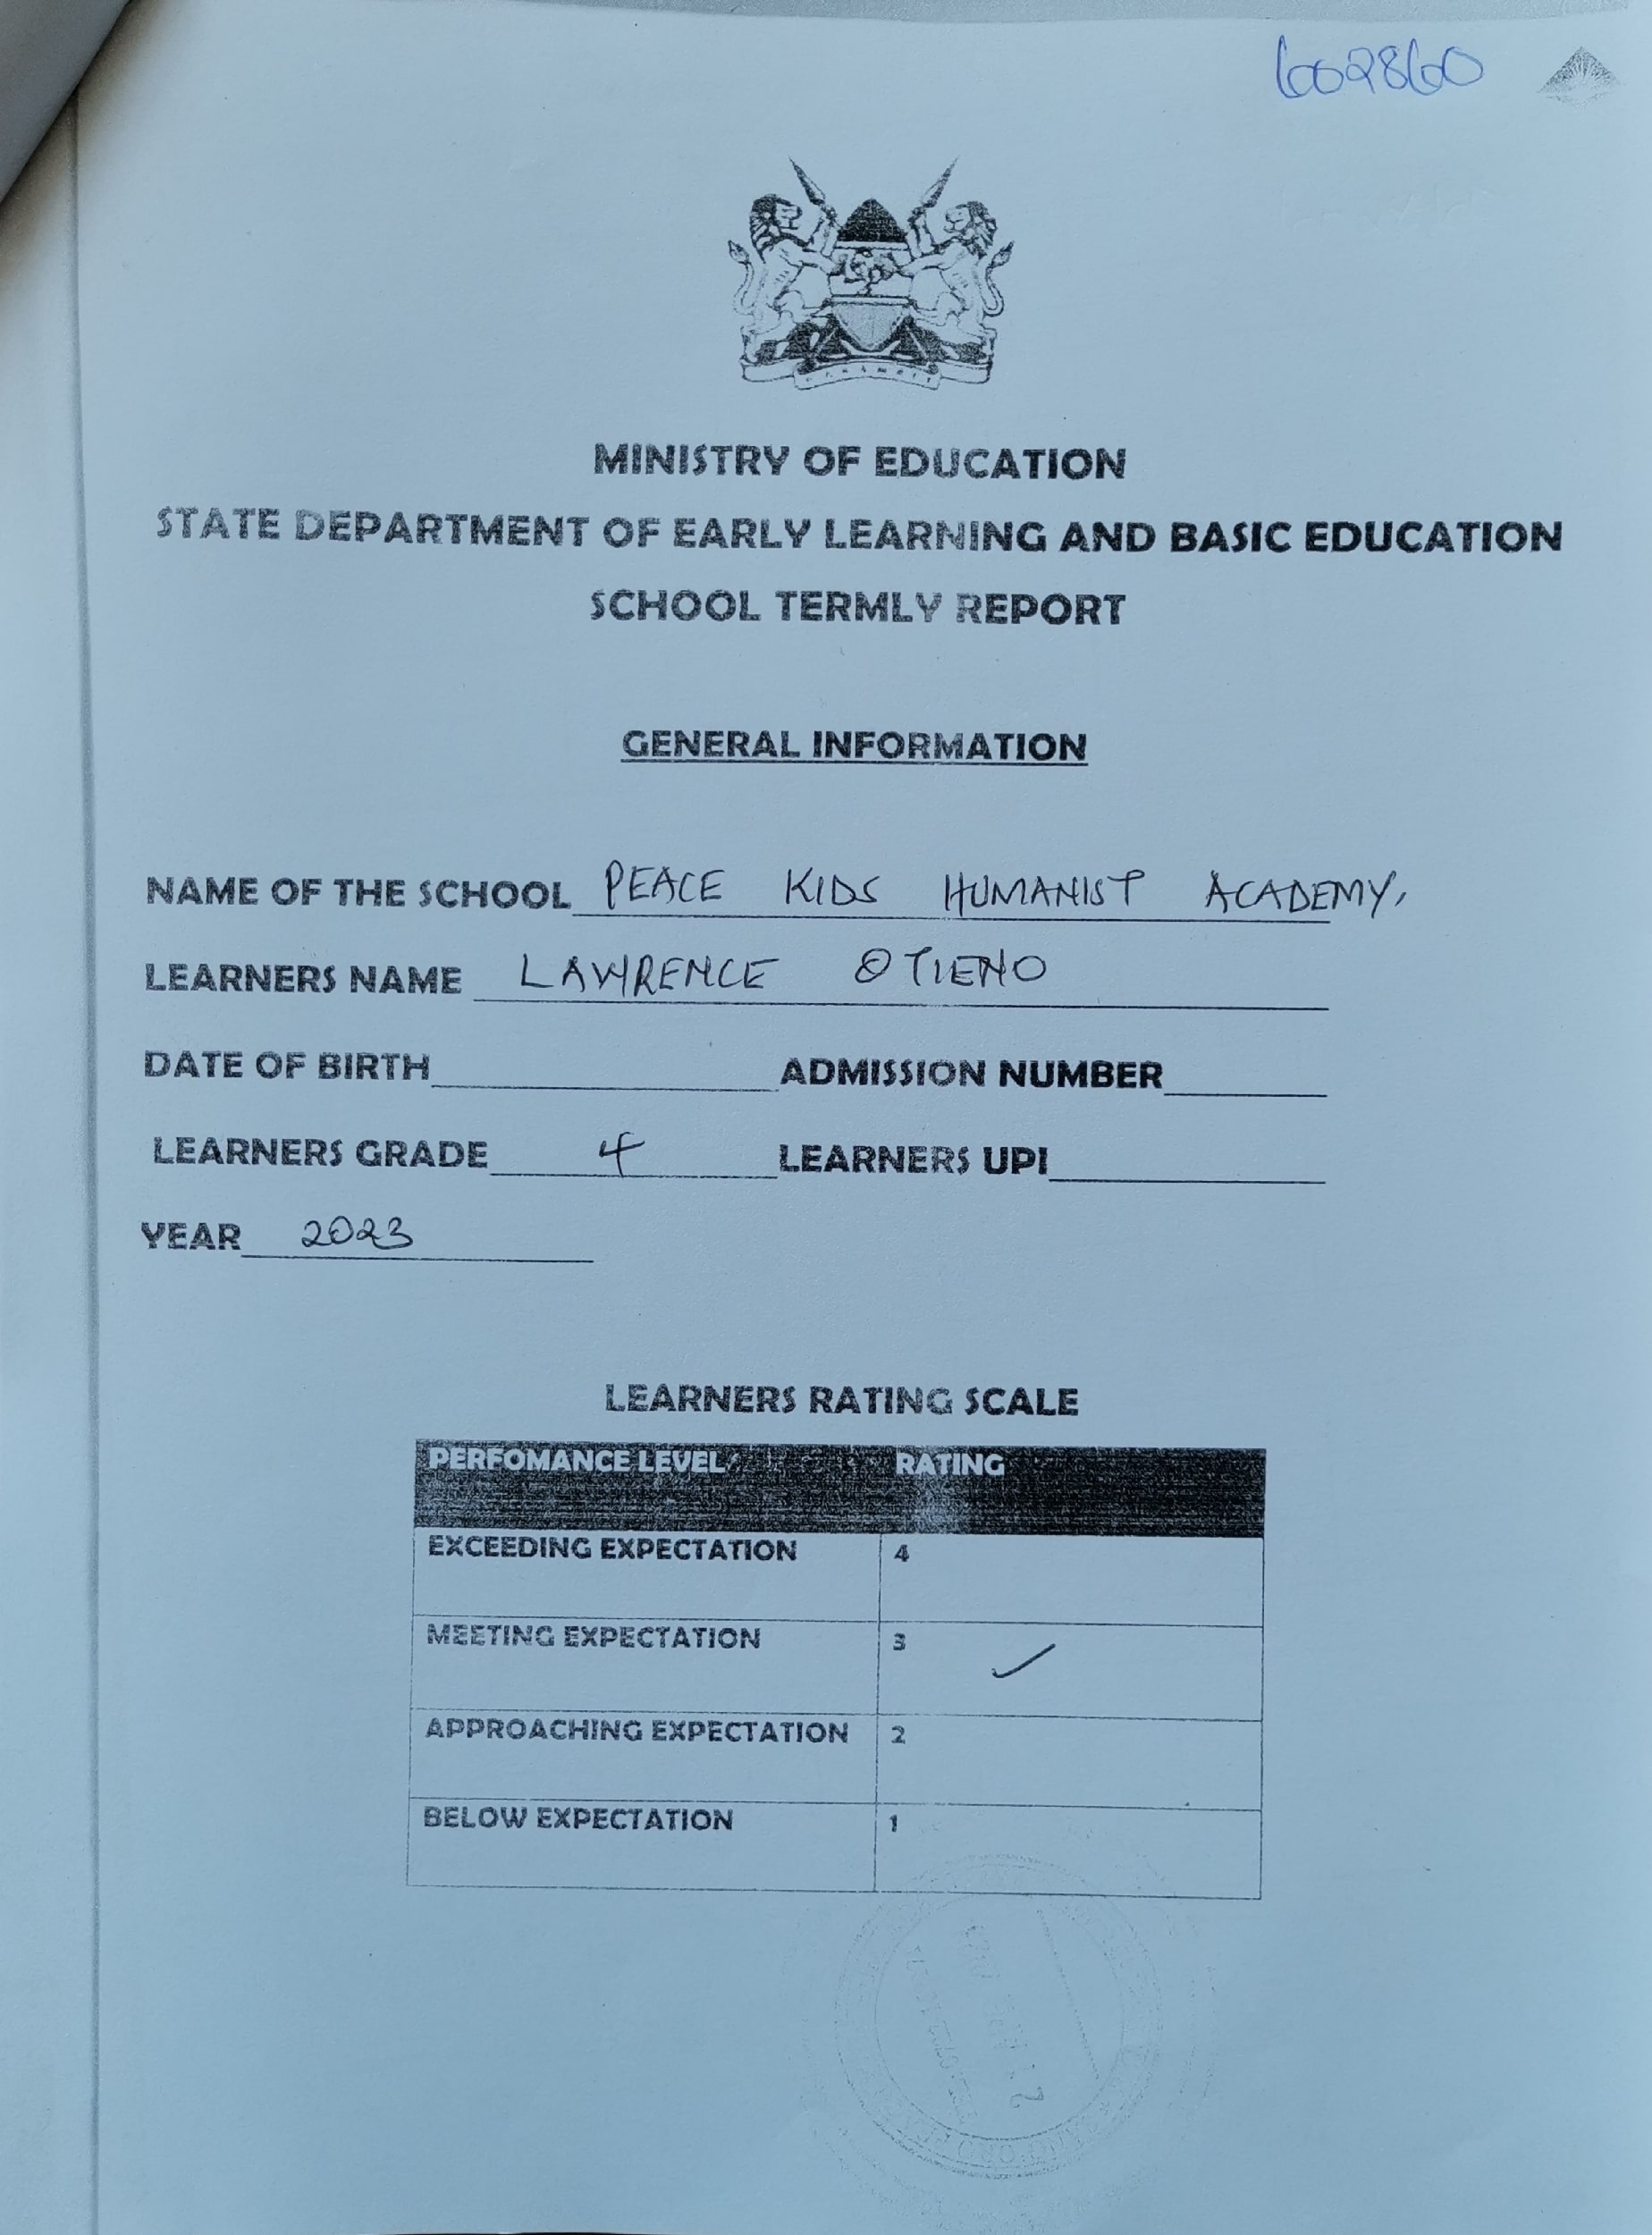 602860
HARAMBEE
MINISTRY OF EDUCATION
STATE DEPARTMENT OF EARLY LEARNING AND BASIC EDUCATION
SCHOOL TERMLY REPORT
GENERAL INFORMATION
NAME OF THE SCHOOL PEACE KIDS HUMANIST ACADEMY,
LEARNERS NAME LAWRENCE OTIENO
DATE OF BIRTH ADMISSION NUMBER
LEARNERS GRADE 4 LEARNERS UPI
YEAR 2023
LEARNERS RATING SCALE
PERFOMANCE LEVEL RATING
EXCEEDING EXPECTATION 4
MEETING EXPECTATION 3 ✓
APPROACHING EXPECTATION 2
BELOW EXPECTATION 1